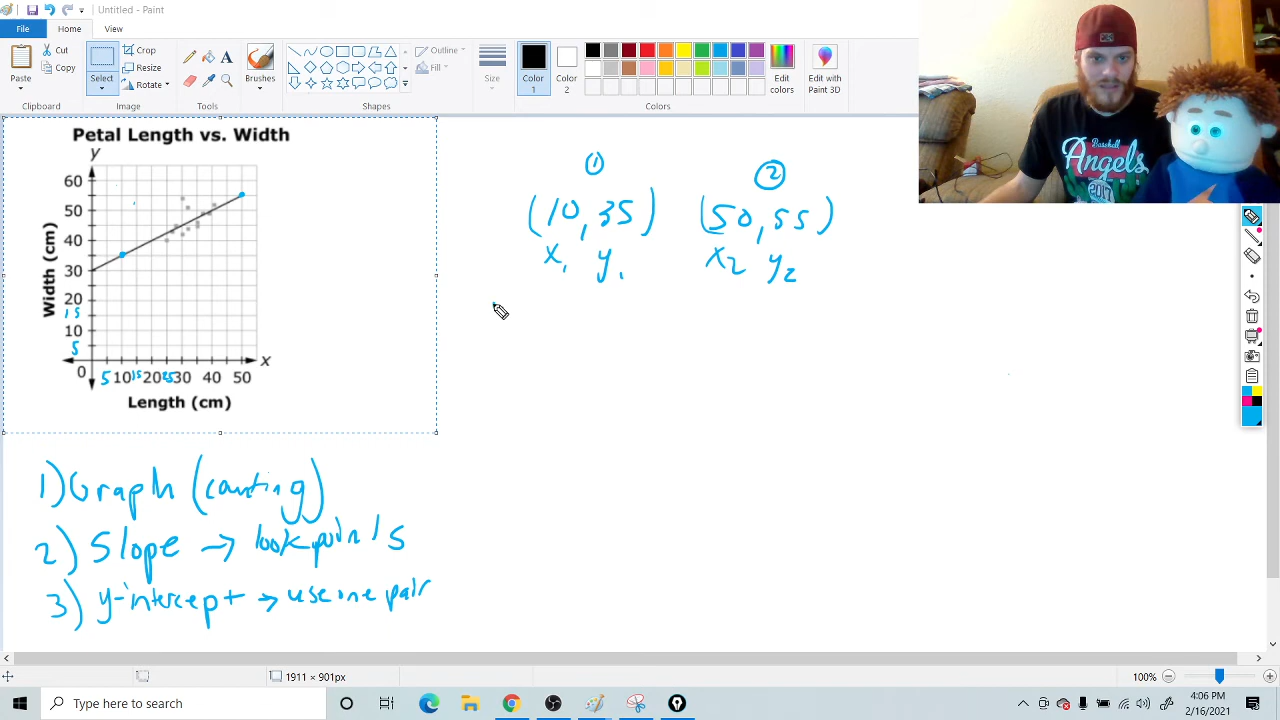 Untitled - Paint
File Home View
Paste
Cut
Copy
Clipboard
Select
Crop
Resize
Rotate
Image
Tools
Brushes
Shapes
Outline
Fill
Size
Color 1
Color 2
Colors
Edit colors
Edit with Paint 3D
Baseball
Angels
Petal Length vs. Width
y
60
50
40
30
20
15
10
5
0
Width (cm)
5 10 15 20 25 30 40 50
x
Length (cm)
① ②
(10,35) (50,55)
x₁ y₁ x₂ y₂
1) Graph (counting)
2) Slope → look points
3) y-intercept → use one pair
1911 × 901px
100%
Type here to search
4:06 PM
2/16/2021